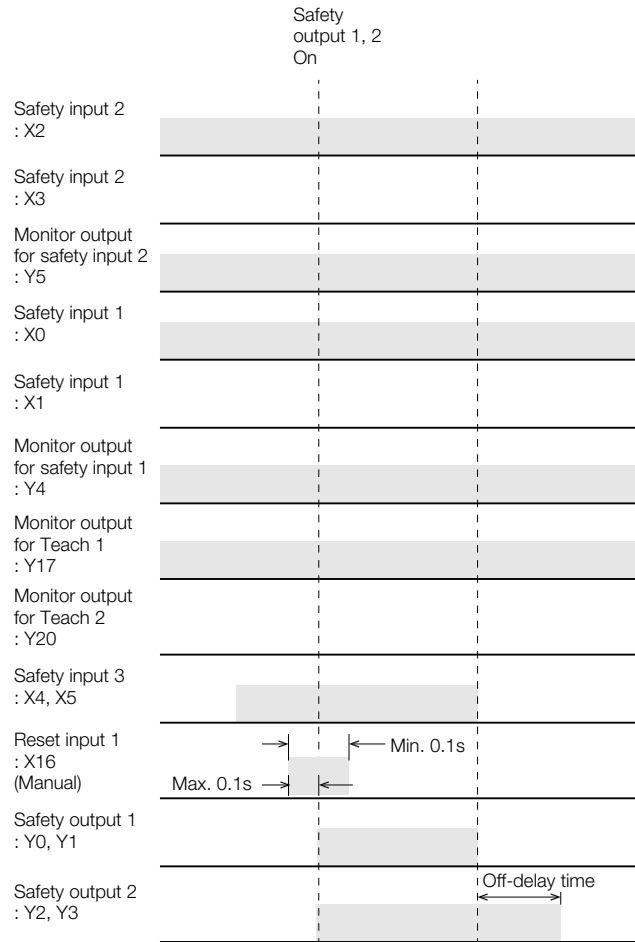 Safety
output 1, 2
On
Safety input 2
: X2
Safety input 2
: X3
Monitor output
for safety input 2
: Y5
Safety input 1
: X0
Safety input 1
: X1
Monitor output
for safety input 1
: Y4
Monitor output
for Teach 1
: Y17
Monitor output
for Teach 2
: Y20
Safety input 3
: X4, X5
Reset input 1
: X16
(Manual)
Min. 0.1s
Max. 0.1s
Safety output 1
: Y0, Y1
Safety output 2
: Y2, Y3
Off-delay time